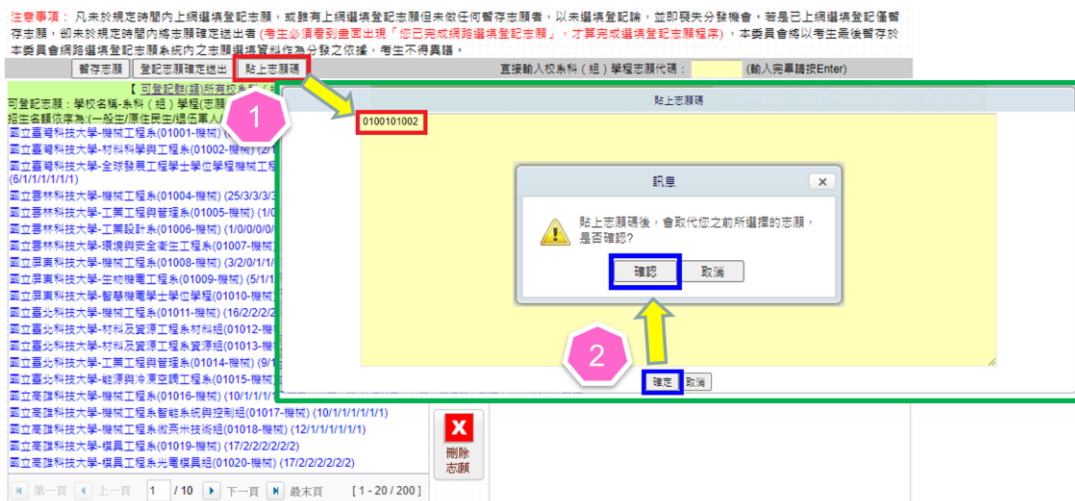 注意事項： 凡未於規定時間內上網選填登記志願，或雖有上網選填登記志願但未做任何暫存志願者，以未選填登記論，並即喪失分發機會。若是已上網選填登記僅暫
存志願，卻未於規定時間內將志願確定送出者 (考生必須看到畫面出現「您已完成網路選填登記志願」，才算完成選填登記志願程序) ，本委員會將以考生最後暫存於
本委員會網路選填登記志願系統內之志願選填資料作為分發之依據，考生不得異議。
暫存志願 登記志願確定送出 貼上志願碼 直接輸入校系科（組）學程志願代碼： (輸入完畢請按Enter)
【 可登記群(類)所有校系科（組
可登記志願：學校名稱-系科（組）學程(志願
招生名額依序為:(一般生/原住民生/退伍軍人/
國立臺灣科技大學-機械工程系(01001-機械)
國立臺灣科技大學-材料科學與工程系(01002-機械) (2/1
國立臺灣科技大學-全球發展工程學士學位學程機械工程
(6/1/1/1/1/1/1)
國立雲林科技大學-機械工程系(01004-機械) (25/3/3/3/3
國立雲林科技大學-工業工程與管理系(01005-機械) (1/0
國立雲林科技大學-工業設計系(01006-機械) (1/0/0/0/0/
國立雲林科技大學-環境與安全衛生工程系(01007-機械
國立屏東科技大學-機械工程系(01008-機械) (3/2/0/1/1/
國立屏東科技大學-生物機電工程系(01009-機械) (5/1/1
國立屏東科技大學-智慧機電學士學位學程(01010-機械
國立臺北科技大學-機械工程系(01011-機械) (16/2/2/2/2
國立臺北科技大學-材料及資源工程系材料組(01012-機
國立臺北科技大學-材料及資源工程系資源組(01013-機
國立臺北科技大學-工業工程與管理系(01014-機械) (9/1
國立臺北科技大學-能源與冷凍空調工程系(01015-機械
國立高雄科技大學-機械工程系(01016-機械) (10/1/1/1/1
國立高雄科技大學-機械工程系智能系統與控制組(01017-機械) (10/1/1/1/1/1/1)
國立高雄科技大學-機械工程系微奈米技術組(01018-機械) (12/1/1/1/1/1/1)
國立高雄科技大學-模具工程系(01019-機械) (17/2/2/2/2/2/2)
國立高雄科技大學-模具工程系光電模具組(01020-機械) (17/2/2/2/2/2/2)
第一頁 上一頁 1 / 10 下一頁 最末頁 [ 1 - 20 / 200 ]
1
貼上志願碼
0100101002
訊息
×
貼上志願碼後，會取代您之前所選擇的志願，
是否確認?
確認 取消
2
確定 取消
X
刪除
志願